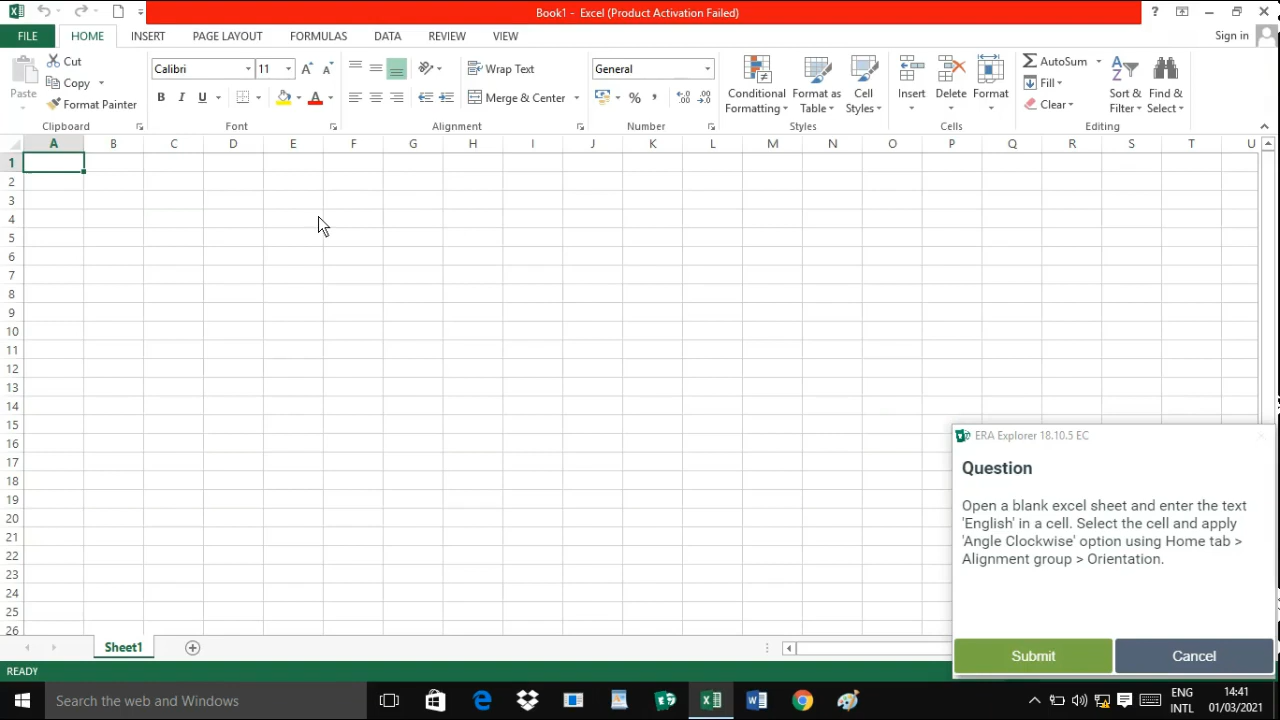 Book1 - Excel (Product Activation Failed)
?
FILE HOME INSERT PAGE LAYOUT FORMULAS DATA REVIEW VIEW Sign in
Paste
Cut
Copy
Format Painter
Clipboard
Calibri 11
B I U
Font
Wrap Text
Merge & Center
Alignment
General
% ,
Number
Conditional Formatting
Format as Table
Cell Styles
Styles
Insert
Delete
Format
Cells
AutoSum
Fill
Clear
Sort & Filter
Find & Select
Editing
A B C D E F G H I J K L M N O P Q R S T U
1
2
3
4
5
6
7
8
9
10
11
12
13
14
15
16
17
18
19
20
21
22
23
24
25
26
ERA Explorer 18.10.5 EC
Question
Open a blank excel sheet and enter the text
'English' in a cell. Select the cell and apply
'Angle Clockwise' option using Home tab >
Alignment group > Orientation.
Submit Cancel
Sheet1
READY
Search the web and Windows
ENG
INTL
14:41
01/03/2021